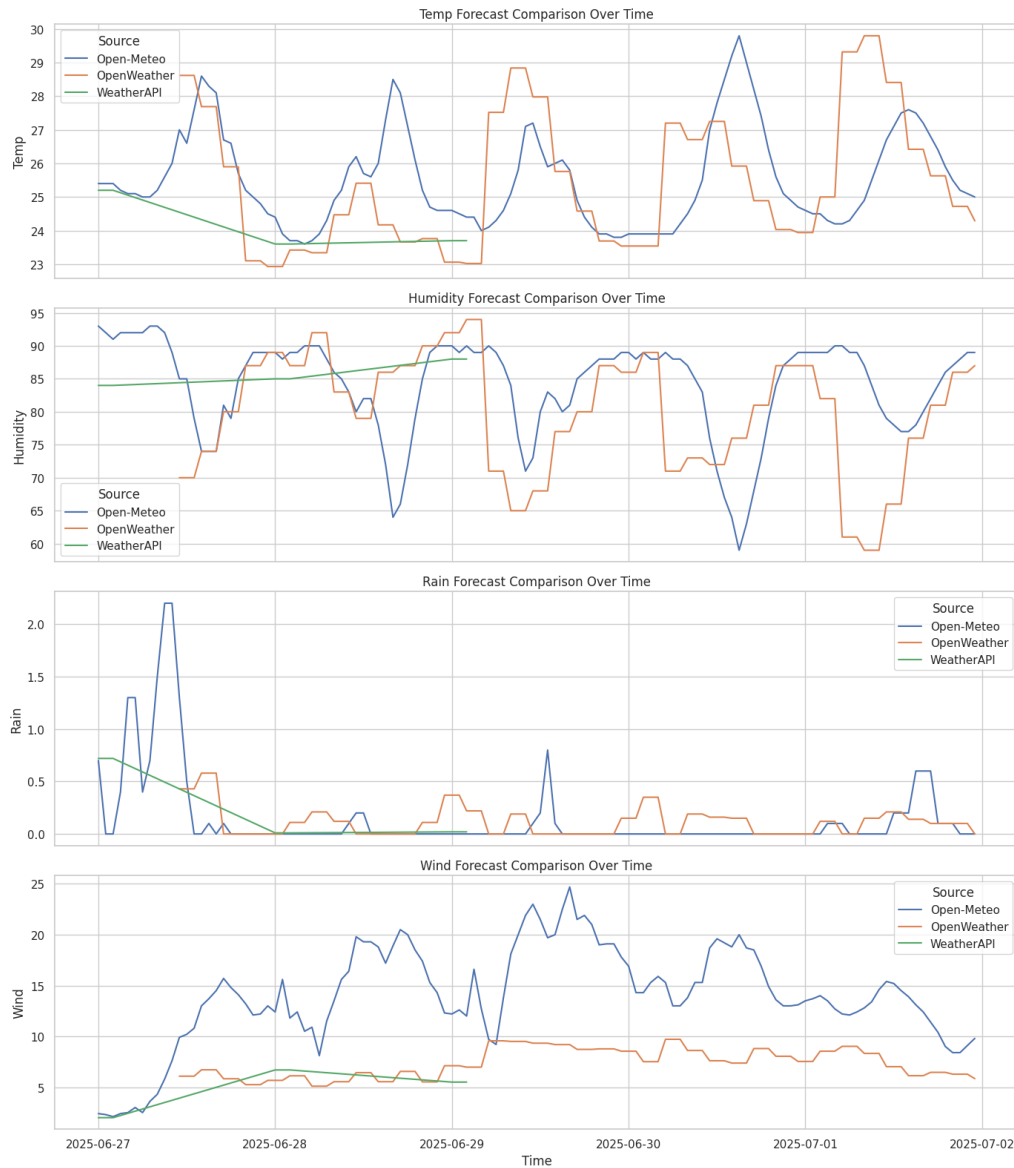 Temp Forecast Comparison Over Time
30
29
28
27
26
25
24
23
Temp
Source
Open-Meteo
OpenWeather
WeatherAPI
Humidity Forecast Comparison Over Time
95
90
85
80
75
70
65
60
Humidity
Source
Open-Meteo
OpenWeather
WeatherAPI
Rain Forecast Comparison Over Time
2.0
1.5
1.0
0.5
0.0
Rain
Source
Open-Meteo
OpenWeather
WeatherAPI
Wind Forecast Comparison Over Time
25
20
15
10
5
Wind
Source
Open-Meteo
OpenWeather
WeatherAPI
2025-06-27 2025-06-28 2025-06-29 2025-06-30 2025-07-01 2025-07-02
Time